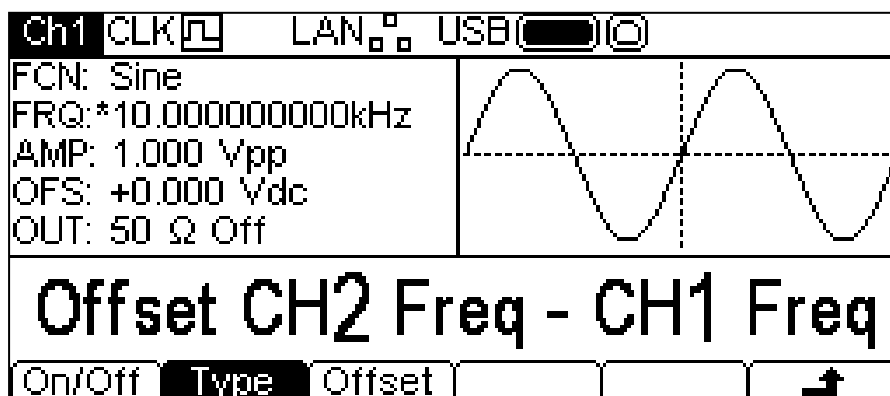 Ch1 CLK LAN USB
FCN: Sine
FRQ:*10.000000000kHz
AMP: 1.000 Vpp
OFS: +0.000 Vdc
OUT: 50 Ω Off
Offset CH2 Freq - CH1 Freq
On/Off Type Offset